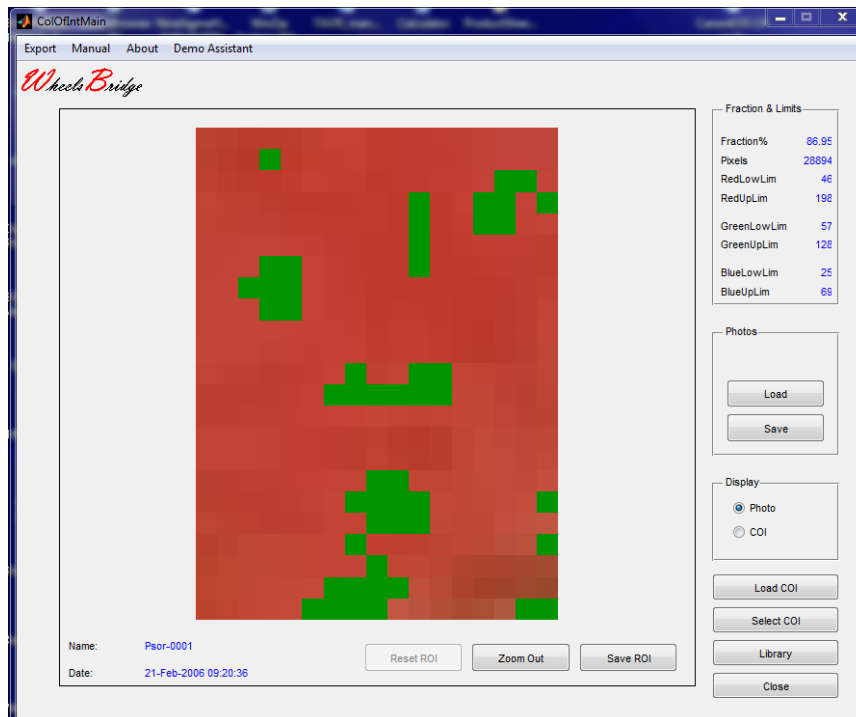 ColOfIntMain
Export Manual About Demo Assistant
WheelsBridge
Fraction & Limits
Fraction% 86.95
Pixels 28894
RedLowLim 46
RedUpLim 198
GreenLowLim 57
GreenUpLim 128
BlueLowLim 25
BlueUpLim 69
Photos
Load
Save
Display
Photo
COI
Load COI
Select COI
Library
Close
Name: Psor-0001
Date: 21-Feb-2006 09:20:36
Reset ROI Zoom Out Save ROI